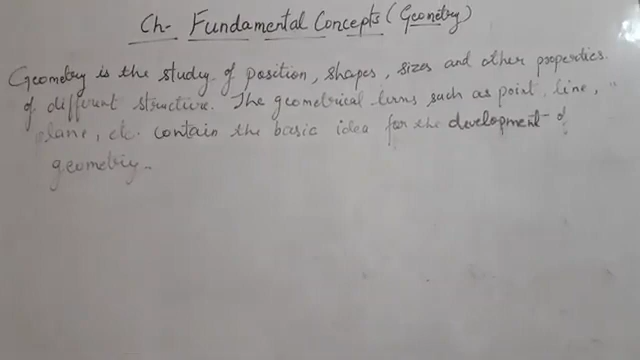 Ch- Fundamental Concepts (Geometry)
Geometry is the study of position, shapes, sizes and other properties
of different structure. The geometrical terms such as point, line,
plane, etc. contain the basic idea for the development of
geometry.